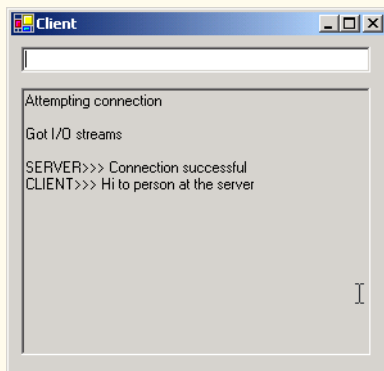 Client
Attempting connection
Got I/O streams
SERVER>>> Connection successful
CLIENT>>> Hi to person at the server